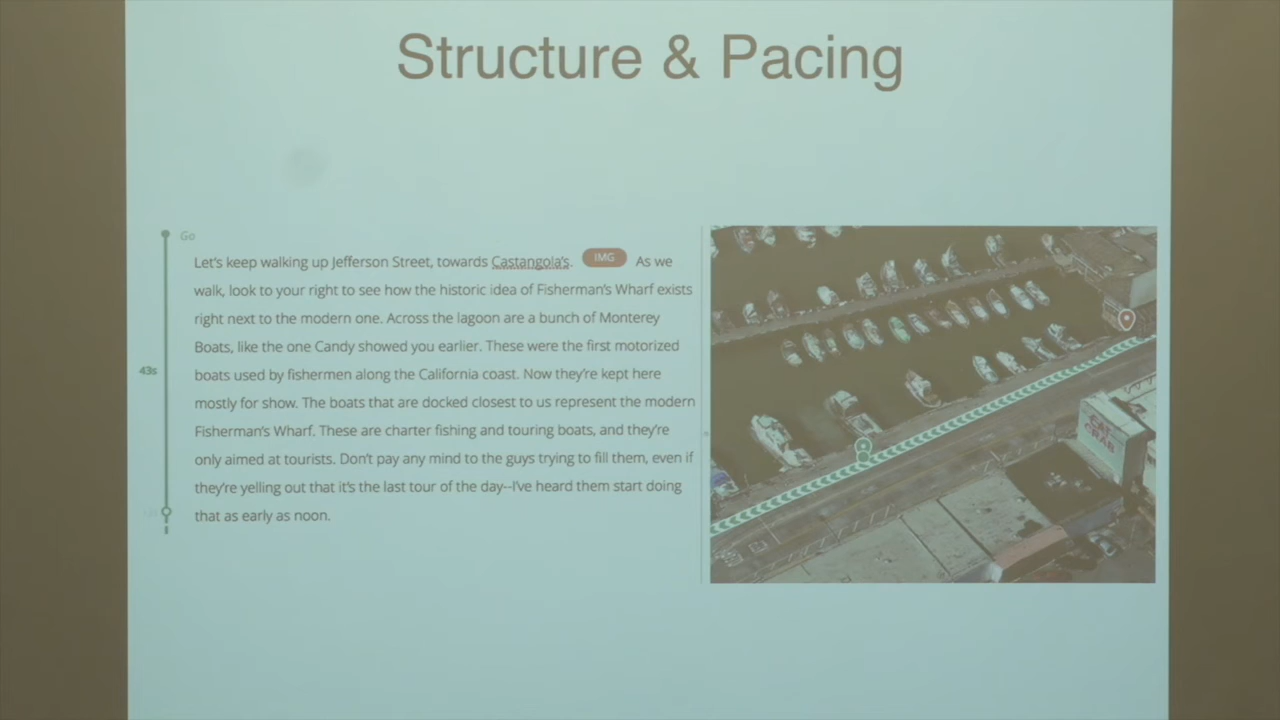 Structure & Pacing
Go
Let's keep walking up Jefferson Street, towards Castangola's. IMG As we
walk, look to your right to see how the historic idea of Fisherman's Wharf exists
right next to the modern one. Across the lagoon are a bunch of Monterey
Boats, like the one Candy showed you earlier. These were the first motorized
43s
boats used by fishermen along the California coast. Now they're kept here
mostly for show. The boats that are docked closest to us represent the modern
Fisherman's Wharf. These are charter fishing and touring boats, and they're
only aimed at tourists. Don't pay any mind to the guys trying to fill them, even if
they're yelling out that it's the last tour of the day--I've heard them start doing
that as early as noon.
CRAB